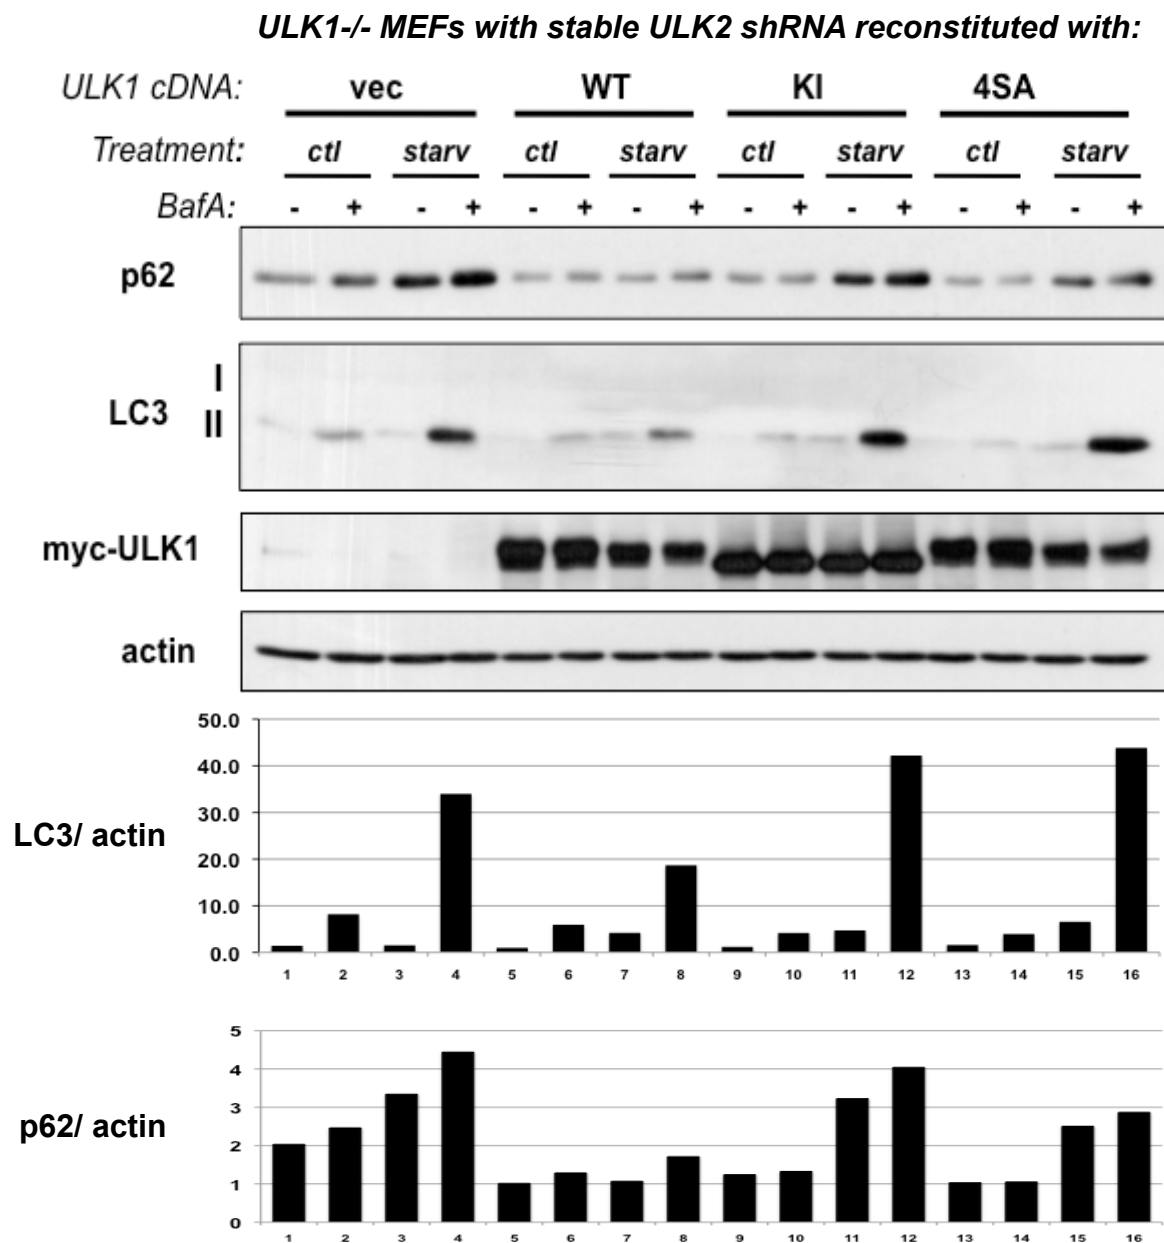 ULK1-/- MEFs with stable ULK2 shRNA reconstituted with:
ULK1 cDNA: vec WT KI 4SA
Treatment: ctl starv ctl starv ctl starv ctl starv
BafA: - + - + - + - + - + - + - + - +
p62
I
LC3 II
myc-ULK1
actin
50.0
40.0
30.0
LC3/ actin
20.0
10.0
0.0
1 2 3 4 5 6 7 8 9 10 11 12 13 14 15 16
5
4
3
p62/ actin
2
1
0
1 2 3 4 5 6 7 8 9 10 11 12 13 14 15 16